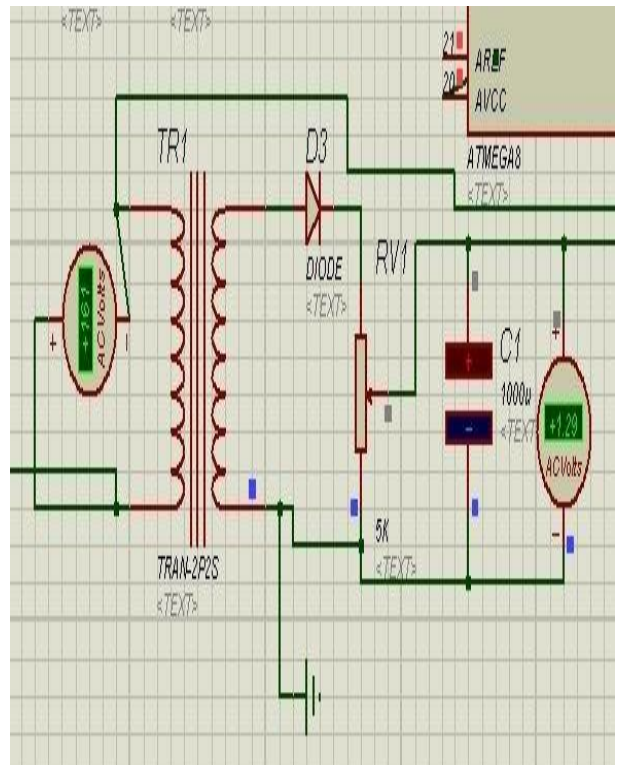 <TEXT>
<TEXT>
21
AREF
20
AVCC
TR1
D3
ATMEGA8
<TEXT>
RV1
DIODE
<TEXT>
+161
AC Volts
+
-
C1
1000u
<TEXT>
+
-
+
+1.29
AC Volts
-
5K
<TEXT>
TRAN-2P2S
<TEXT>